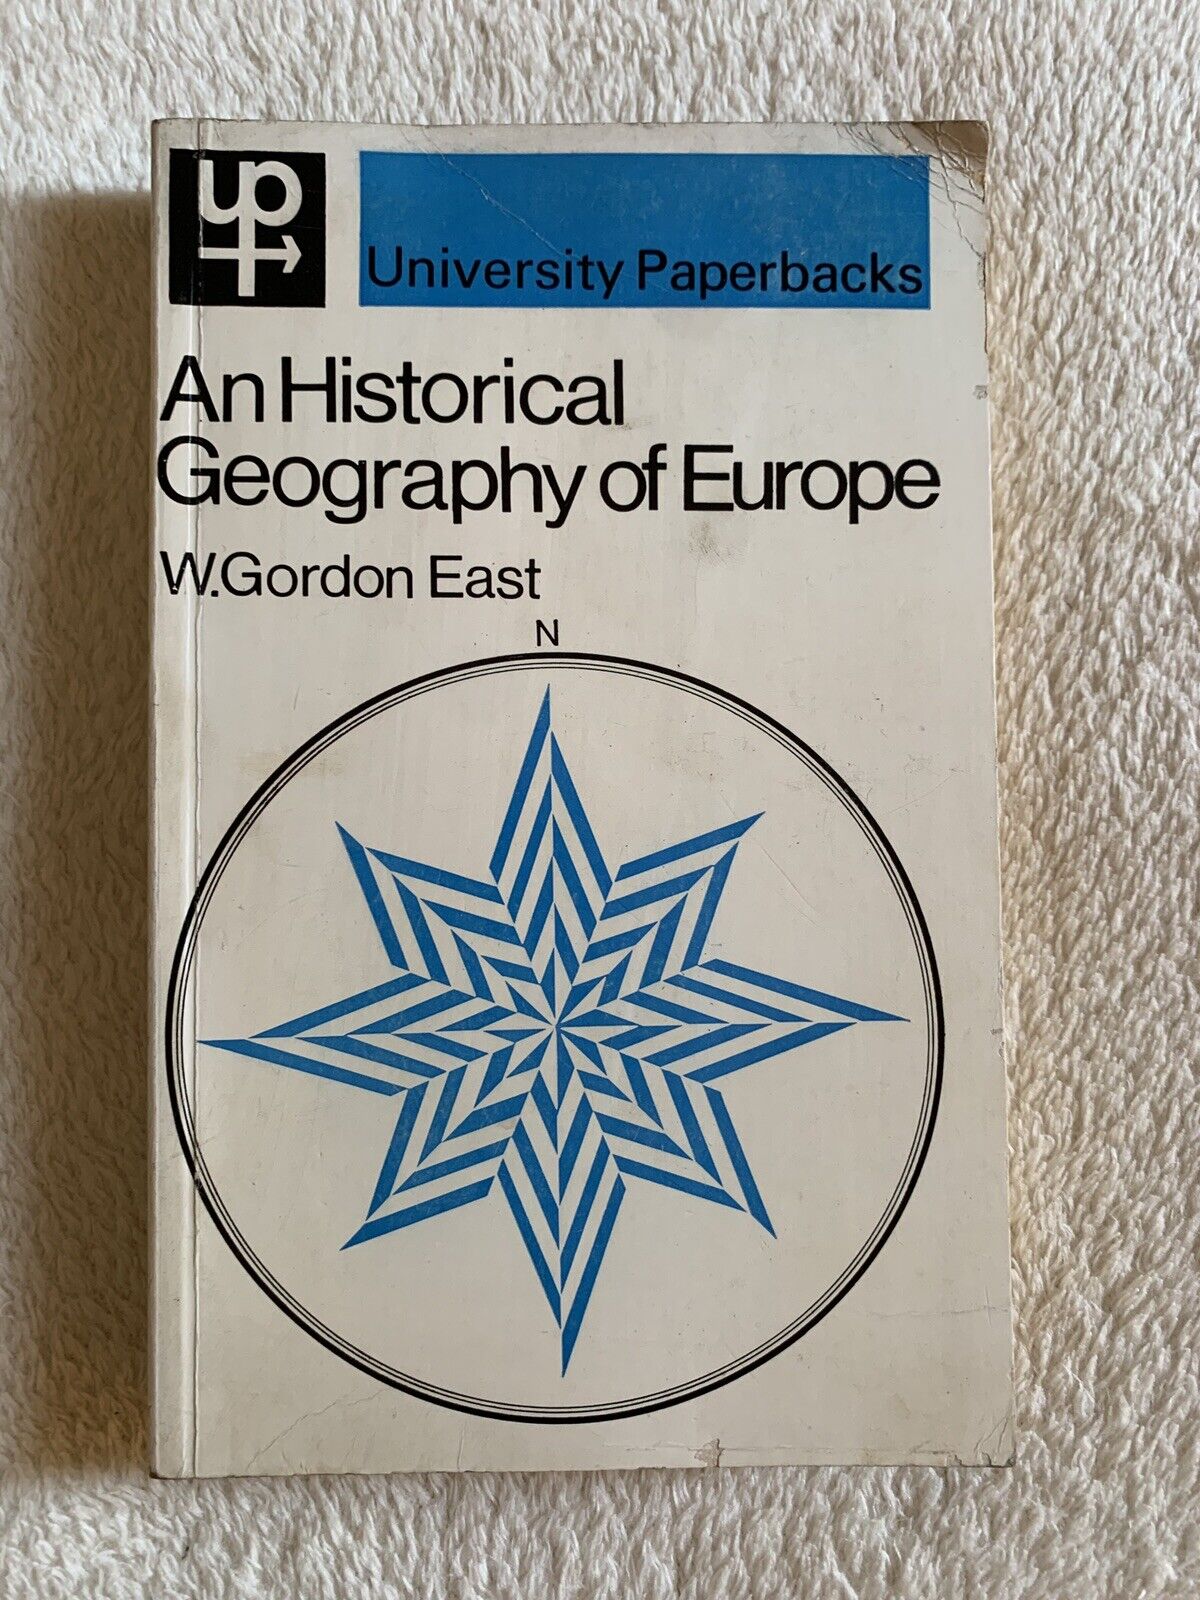 up
University Paperbacks
An Historical
Geography of Europe
W.Gordon East
N